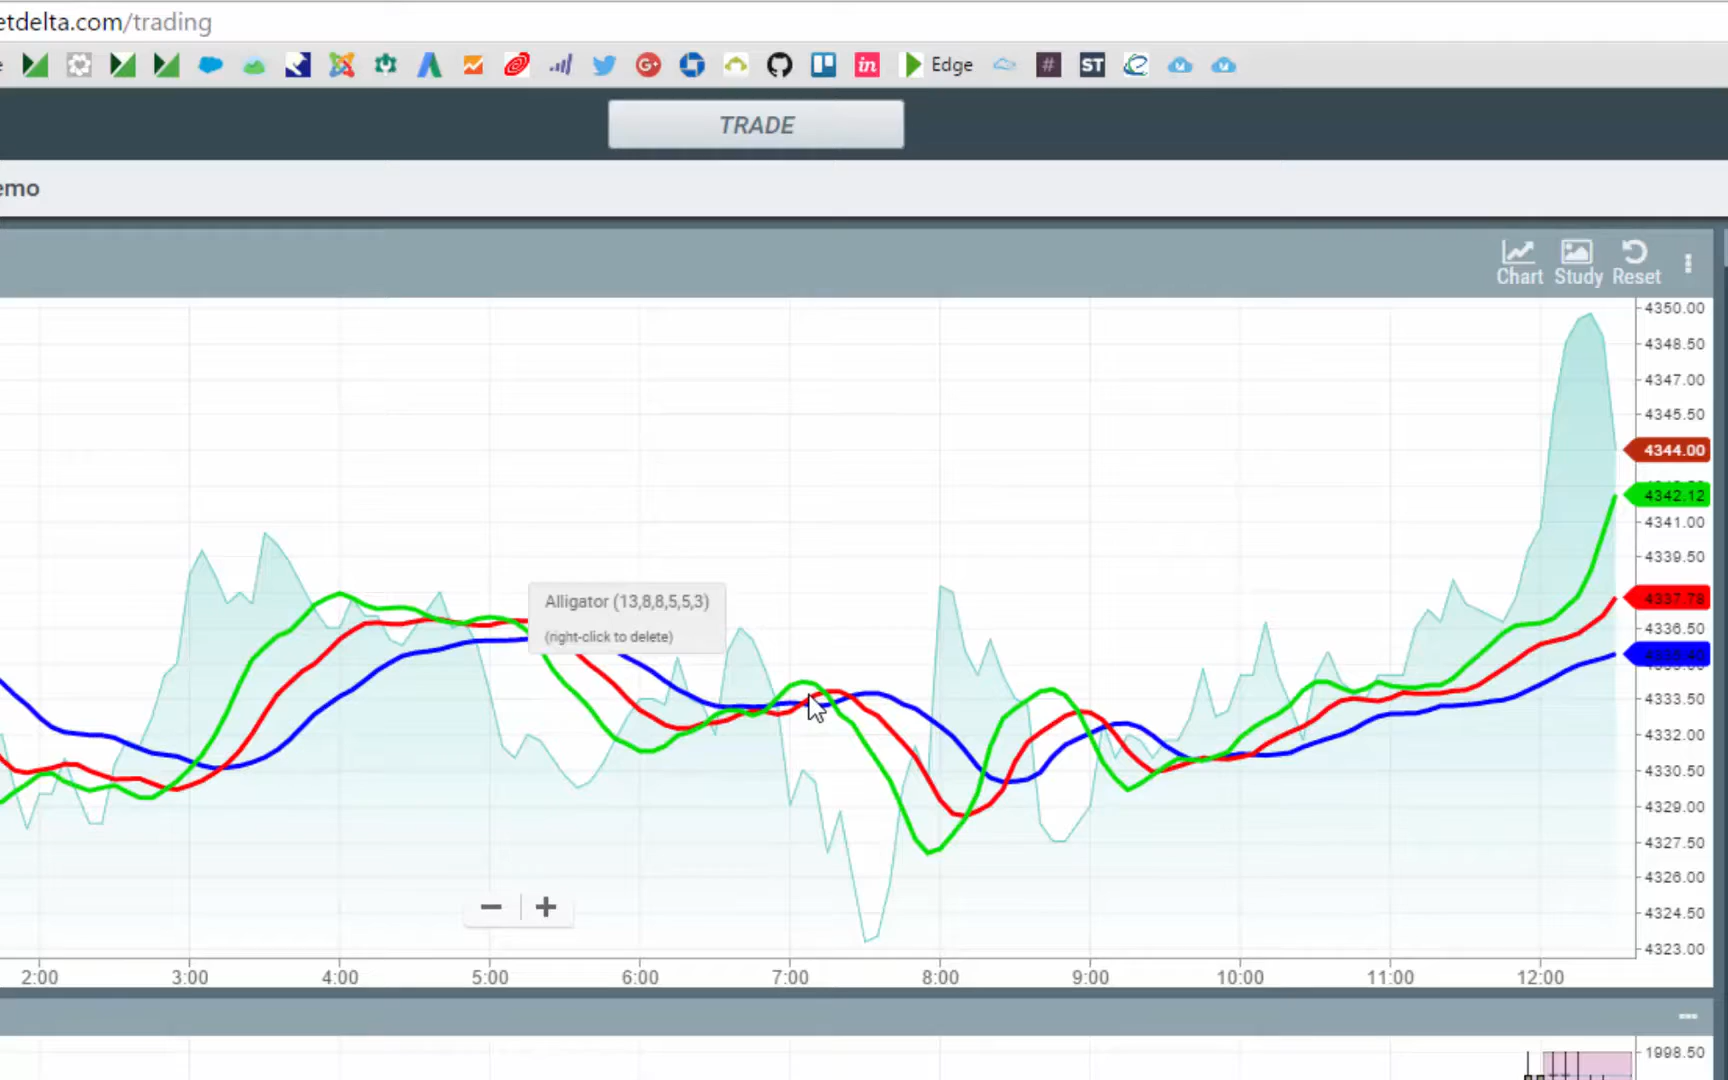 etdelta.com/trading
e Edge # ST in
TRADE
emo
Chart Study Reset
4350.00
4348.50
4347.00
4345.50
4344.00
4342.12
4341.00
4339.50
4337.78
4336.50
4333.50
4332.00
4330.50
4329.00
4327.50
4326.00
4324.50
4323.00
Alligator (13,8,8,5,5,3)
(right-click to delete)
2:00 3:00 4:00 5:00 6:00 7:00 8:00 9:00 10:00 11:00 12:00
1998.50